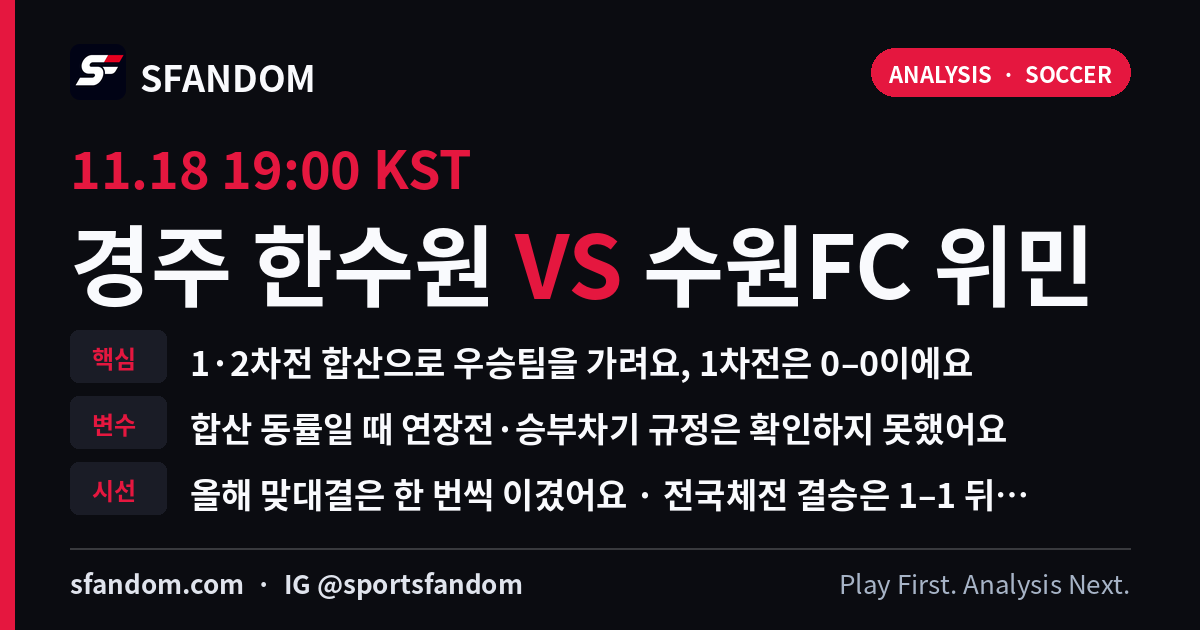 SFANDOM
ANALYSIS · SOCCER
11.18 19:00 KST
경주 한수원 VS 수원FC 위민
핵심 1·2차전 합산으로 우승팀을 가려요, 1차전은 0–0이에요
변수 합산 동률일 때 연장전·승부차기 규정은 확인하지 못했어요
시선 올해 맞대결은 한 번씩 이겼어요 · 전국체전 결승은 1–1 뒤…
sfandom.com · IG @sportsfandom
Play First. Analysis Next.